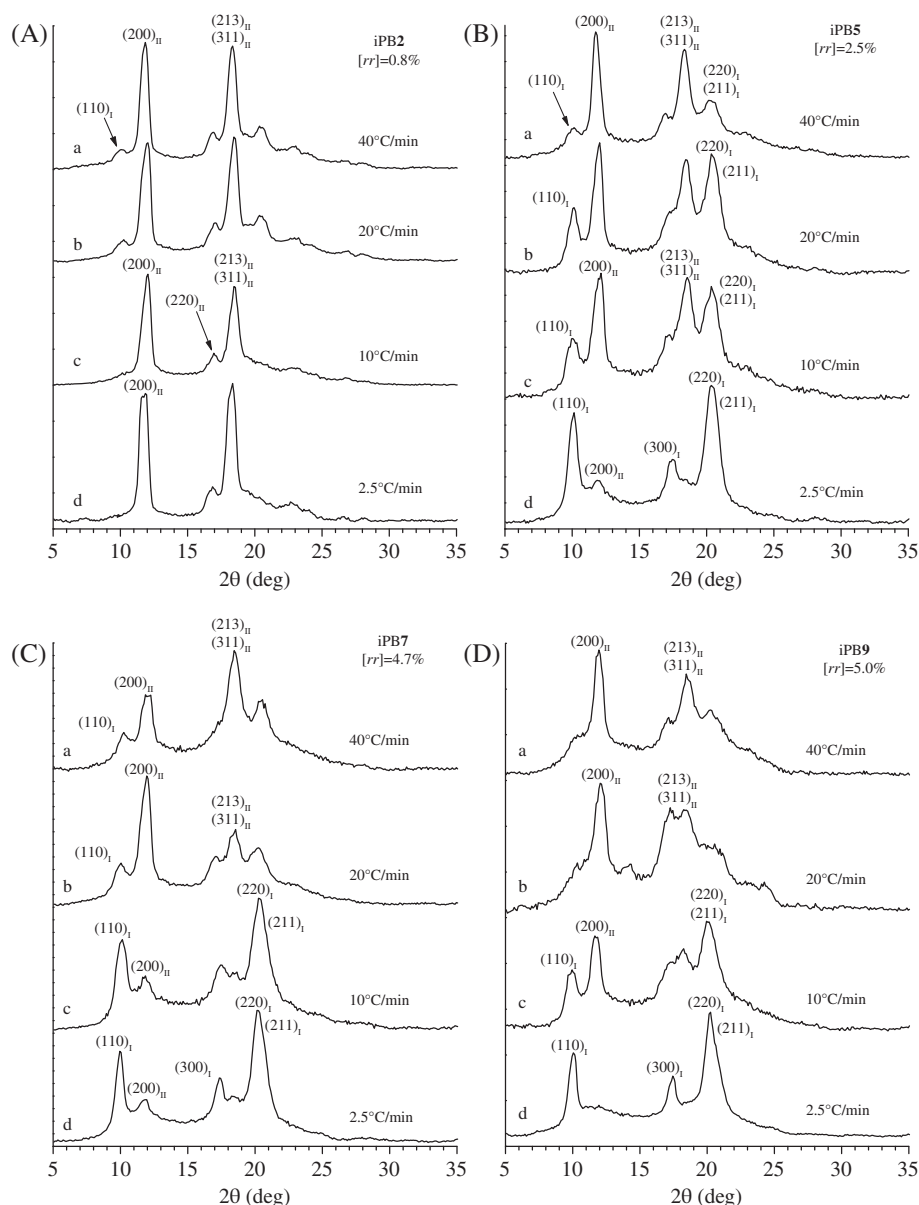 (A)
iPB2
[rr]=0.8%
(200)II
(213)II
(311)II
(110)I
a
40°C/min
b
20°C/min
(200)II
(213)II
(311)II
(220)II
c
10°C/min
(200)II
d
2.5°C/min
5 10 15 20 25 30 35
2θ (deg)
(B)
iPB5
[rr]=2.5%
(200)II
(213)II
(311)II
(220)I
(211)I
(110)I
a
40°C/min
(220)I
(211)I
(110)I
b
20°C/min
(200)II
(213)II
(311)II
(220)I
(211)I
(110)I
c
10°C/min
(220)I
(211)I
(110)I
(200)II
(300)I
d
2.5°C/min
5 10 15 20 25 30 35
2θ (deg)
(C)
iPB7
[rr]=4.7%
(213)II
(311)II
(200)II
(110)I
a
40°C/min
(200)II
(213)II
(311)II
(110)I
b
20°C/min
(220)I
(211)I
(110)I
(200)II
c
10°C/min
(220)I
(211)I
(110)I
(200)II
(300)I
d
2.5°C/min
5 10 15 20 25 30 35
2θ (deg)
(D)
iPB9
[rr]=5.0%
(200)II
(213)II
(311)II
a
40°C/min
(200)II
(213)II
(311)II
b
20°C/min
(220)I
(211)I
(200)II
(110)I
c
10°C/min
(220)I
(211)I
(110)I
(300)I
d
2.5°C/min
5 10 15 20 25 30 35
2θ (deg)